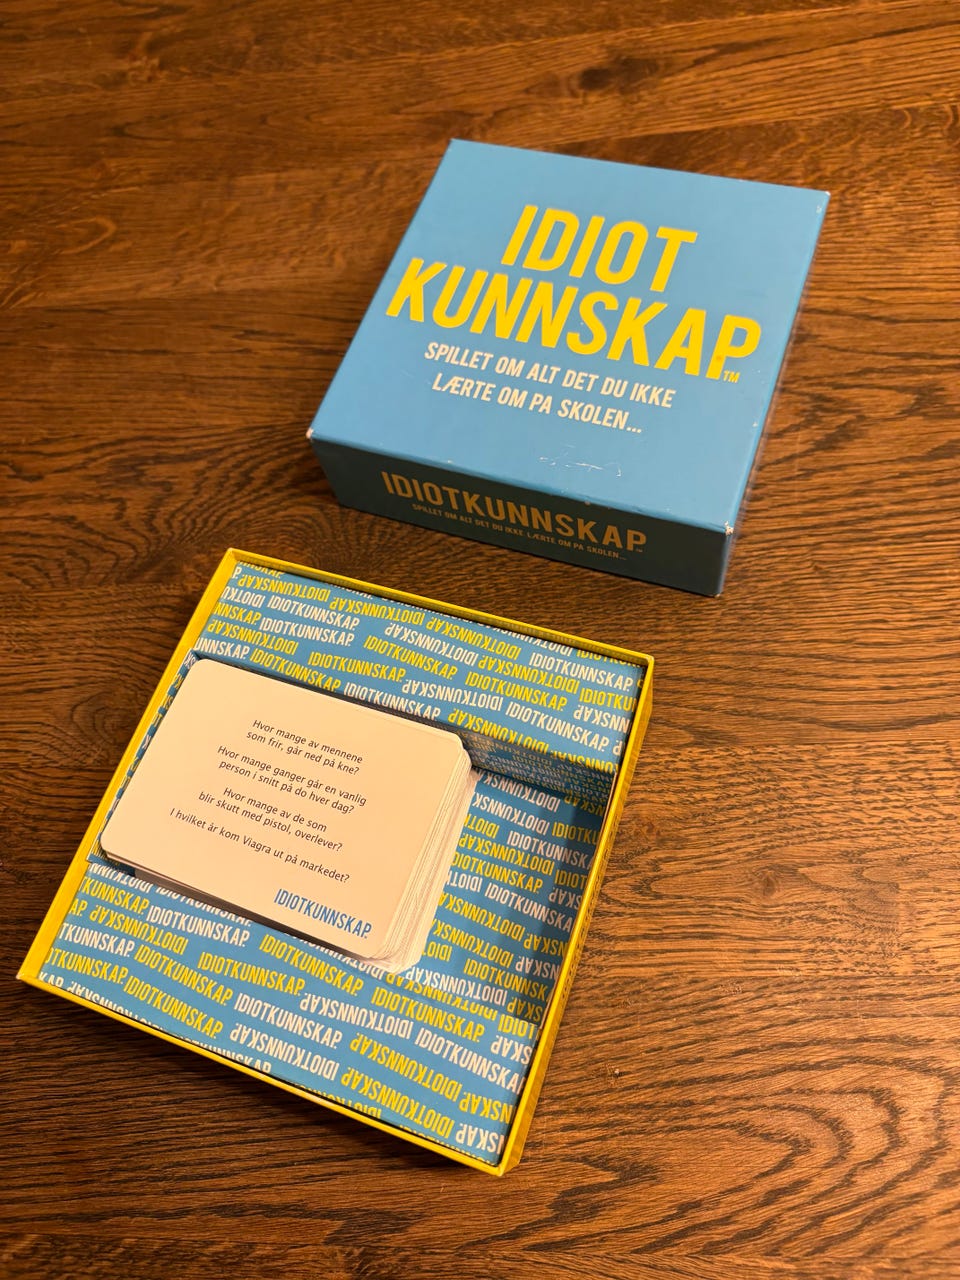 IDIOT
KUNNSKAP™
SPILLET OM ALT DET DU IKKE
LÆRTE OM PA SKOLEN...
IDIOTKUNNSKAP™
SPILLET OM ALT DET DU IKKE LÆRTE OM PA SKOLEN...
Hvor mange av mennene
som frir, går ned på kne?
Hvor mange ganger går en vanlig
person i snitt på do hver dag?
Hvor mange av de som
blir skutt med pistol, overlever?
I hvilket år kom Viagra ut på markedet?
IDIOTKUNNSKAP